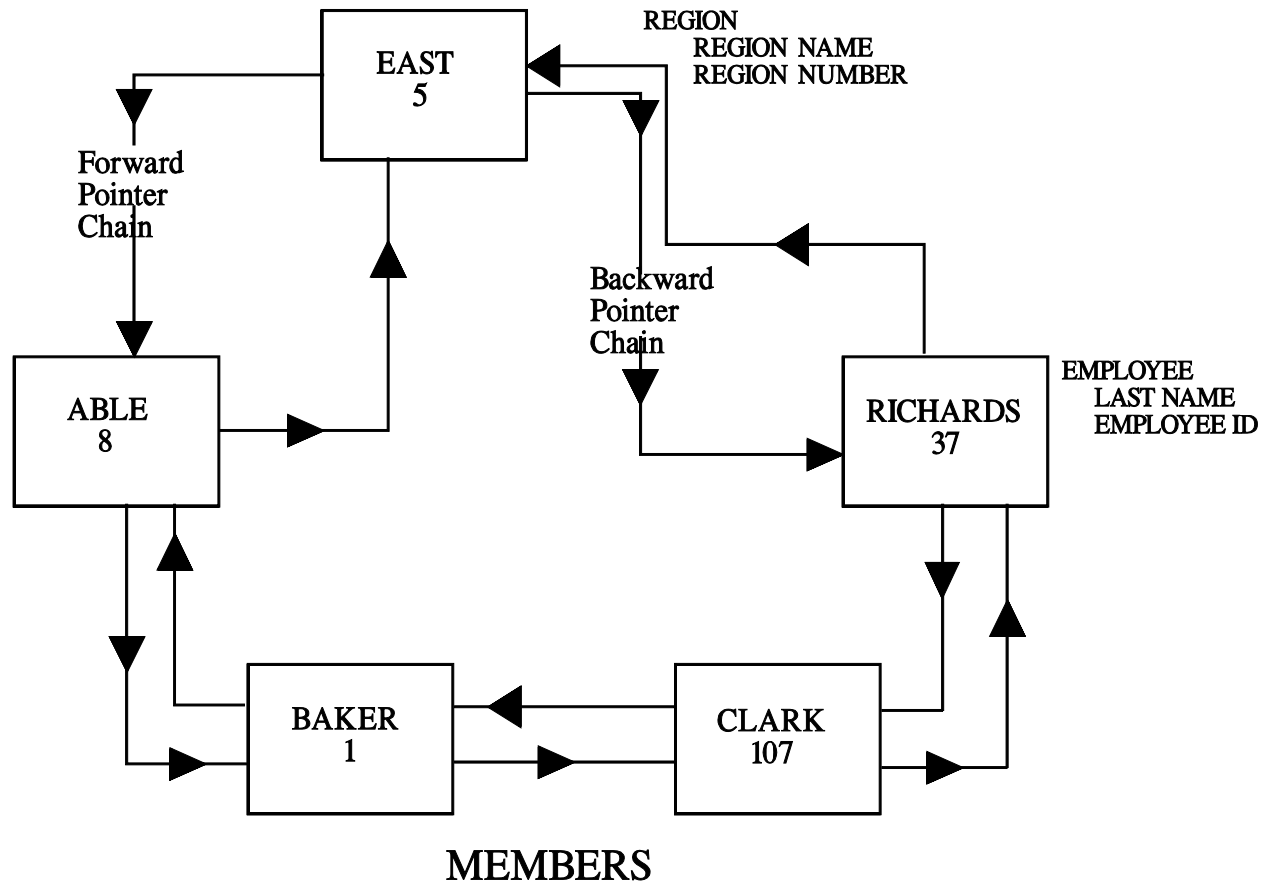 REGION
REGION NAME
REGION NUMBER
EAST
5
Forward
Pointer
Chain
Backward
Pointer
Chain
ABLE
8
RICHARDS
37
EMPLOYEE
LAST NAME
EMPLOYEE ID
BAKER
1
CLARK
107
MEMBERS